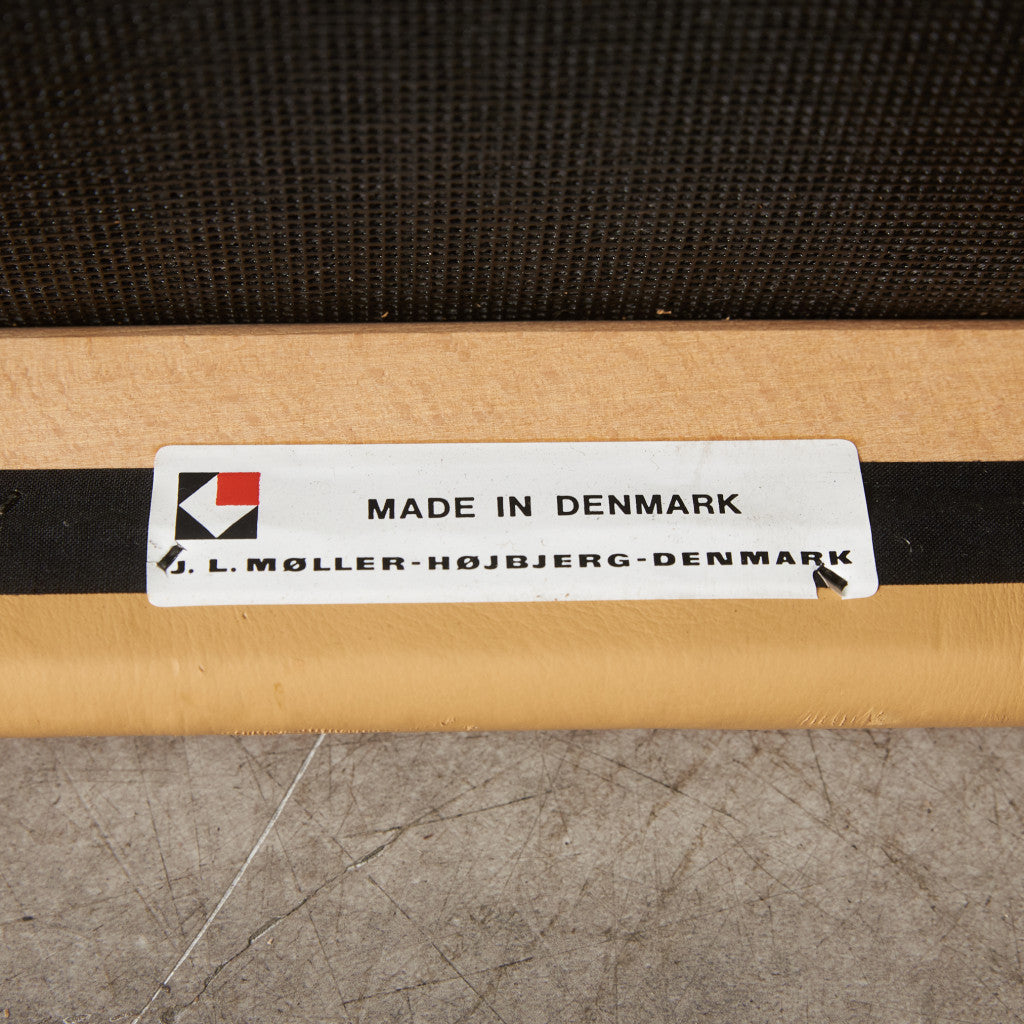 MADE IN DENMARK
J. L. MØLLER-HØJBJERG-DENMARK